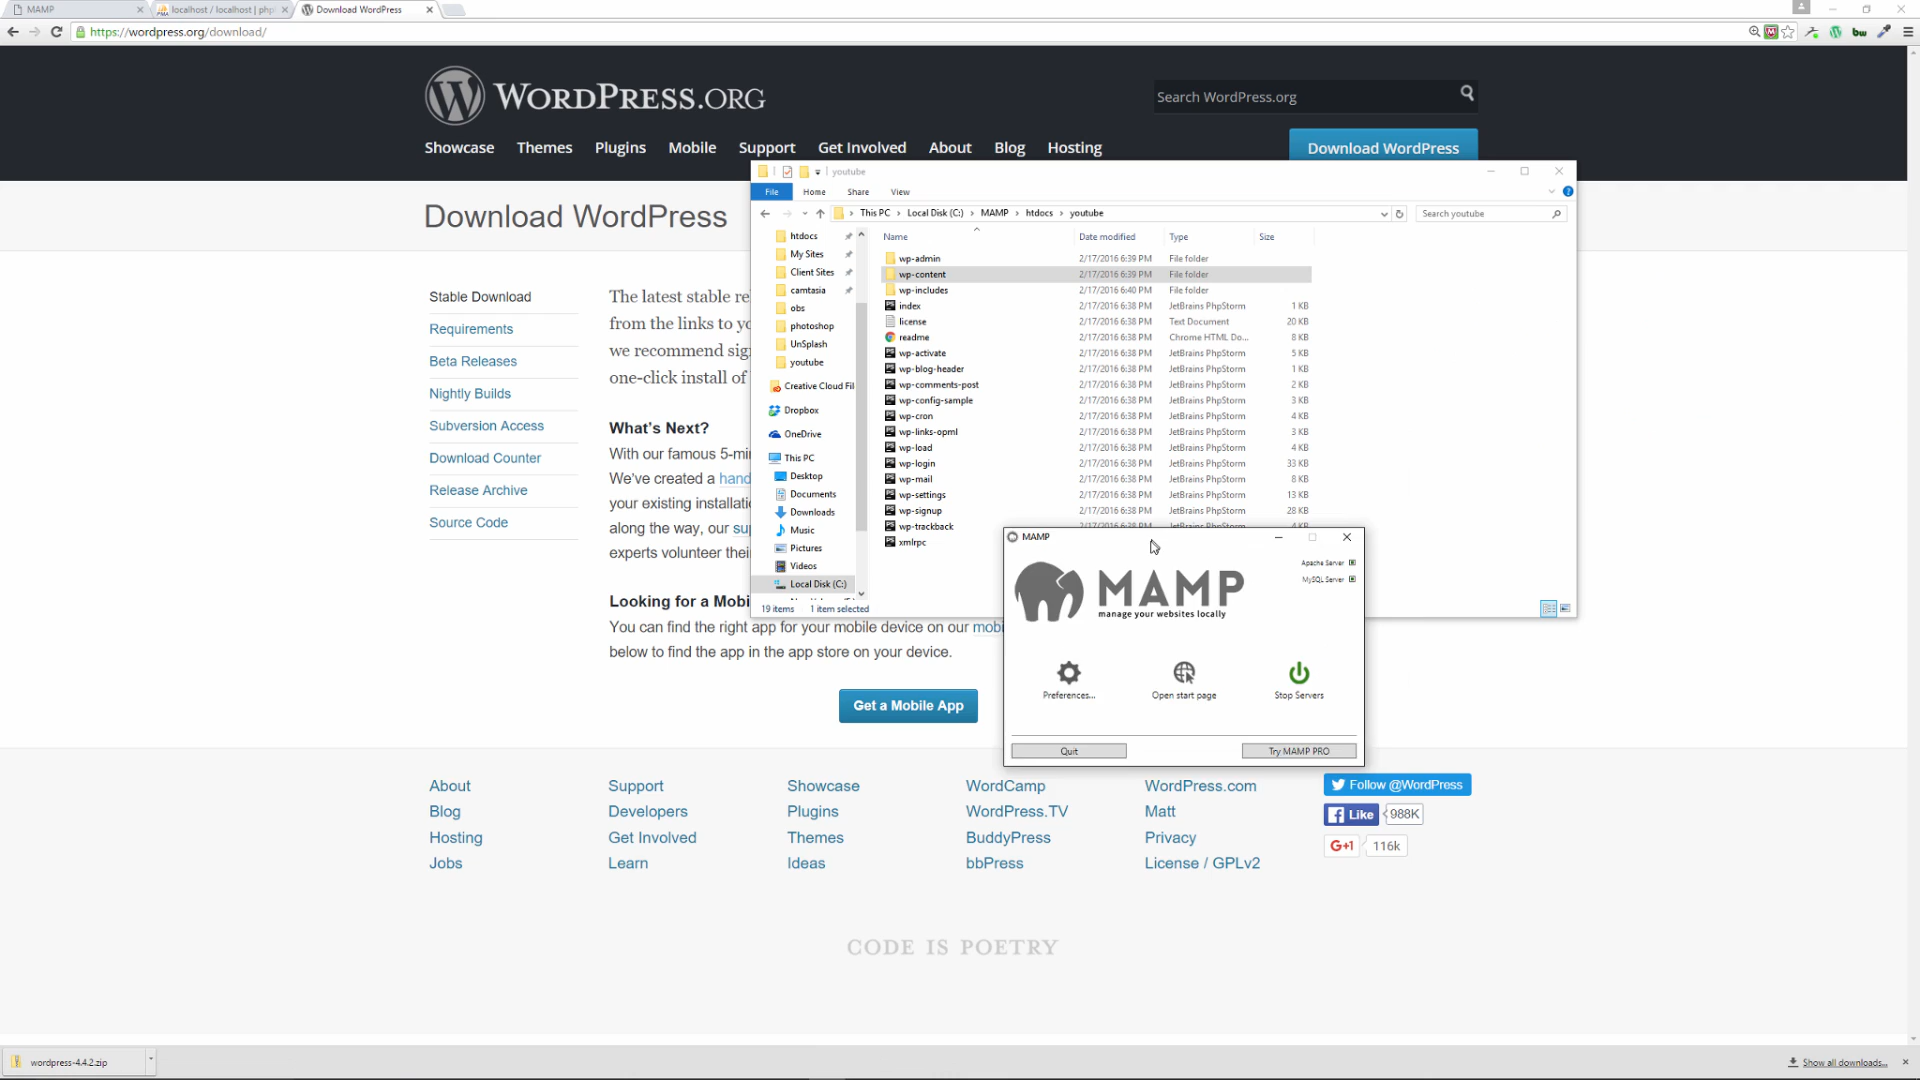 MAMP
localhost / localhost | php
Download WordPress
https://wordpress.org/download/
bw
WORDPRESS.ORG
Search WordPress.org
Showcase
Themes
Plugins
Mobile
Support
Get Involved
About
Blog
Hosting
Download WordPress
Download WordPress
Stable Download
Requirements
Beta Releases
Nightly Builds
Subversion Access
Download Counter
Release Archive
Source Code
The latest stable re
from the links to yo
we recommend sig
one-click install of
What's Next?
With our famous 5-mi
We've created a hand
your existing installatio
along the way, our sup
experts volunteer thei
Looking for a Mobi
You can find the right app for your mobile device on our mobi
below to find the app in the app store on your device.
Get a Mobile App
youtube
File
Home
Share
View
This PC > Local Disk (C:) > MAMP > htdocs > youtube
Search youtube
htdocs
My Sites
Client Sites
camtasia
obs
photoshop
UnSplash
youtube
Creative Cloud Fil
Dropbox
OneDrive
This PC
Desktop
Documents
Downloads
Music
Pictures
Videos
Local Disk (C:)
Name Date modified Type Size
wp-admin 2/17/2016 6:39 PM File folder
wp-content 2/17/2016 6:39 PM File folder
wp-includes 2/17/2016 6:40 PM File folder
index 2/17/2016 6:38 PM JetBrains PhpStorm 1 KB
license 2/17/2016 6:38 PM Text Document 20 KB
readme 2/17/2016 6:38 PM Chrome HTML Do... 8 KB
wp-activate 2/17/2016 6:38 PM JetBrains PhpStorm 5 KB
wp-blog-header 2/17/2016 6:38 PM JetBrains PhpStorm 1 KB
wp-comments-post 2/17/2016 6:38 PM JetBrains PhpStorm 2 KB
wp-config-sample 2/17/2016 6:38 PM JetBrains PhpStorm 3 KB
wp-cron 2/17/2016 6:38 PM JetBrains PhpStorm 4 KB
wp-links-opml 2/17/2016 6:38 PM JetBrains PhpStorm 3 KB
wp-load 2/17/2016 6:38 PM JetBrains PhpStorm 4 KB
wp-login 2/17/2016 6:38 PM JetBrains PhpStorm 33 KB
wp-mail 2/17/2016 6:38 PM JetBrains PhpStorm 8 KB
wp-settings 2/17/2016 6:38 PM JetBrains PhpStorm 13 KB
wp-signup 2/17/2016 6:38 PM JetBrains PhpStorm 28 KB
wp-trackback 2/17/2016 6:38 PM JetBrains PhpStorm 4 KB
xmlrpc
19 items 1 item selected
MAMP
Apache Server
MySQL Server
MAMP
manage your websites locally
Preferences...
Open start page
Stop Servers
Quit
Try MAMP PRO
About
Blog
Hosting
Jobs
Support
Developers
Get Involved
Learn
Showcase
Plugins
Themes
Ideas
WordCamp
WordPress.TV
BuddyPress
bbPress
WordPress.com
Matt
Privacy
License / GPLv2
Follow @WordPress
Like 988K
G+1 116k
CODE IS POETRY
wordpress-4.4.2.zip
Show all downloads...